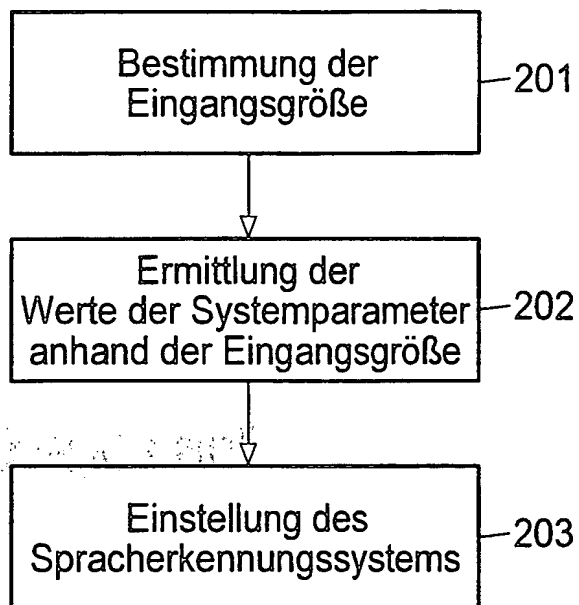 Bestimmung der
Eingangsgröße
201
Ermittlung der
Werte der Systemparameter
anhand der Eingangsgröße
202
Einstellung des
Spracherkennungssystems
203